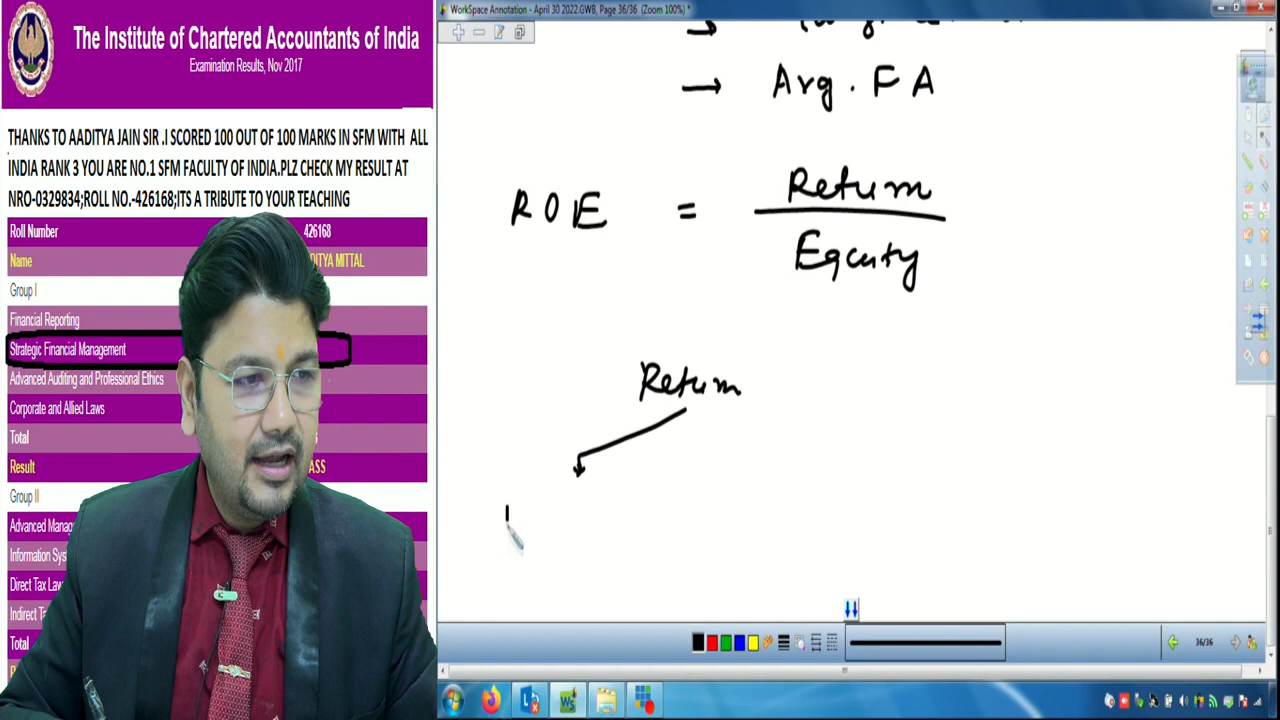 The Institute of Chartered Accountants of India
Examination Results, Nov 2017
THANKS TO AADITYA JAIN SIR .I SCORED 100 OUT OF 100 MARKS IN SFM WITH ALL
INDIA RANK 3 YOU ARE NO.1 SFM FACULTY OF INDIA.PLZ CHECK MY RESULT AT
NRO-0329834;ROLL NO.-426168;ITS A TRIBUTE TO YOUR TEACHING
Roll Number 426168
Name DITYA MITTAL
Group I
Financial Reporting
Strategic Financial Management
Advanced Auditing and Professional Ethics
Corporate and Allied Laws
Total
Result ASS
Group II
Advanced Manag
Information Sys
Direct Tax Law
Indirect Ta
Total
WorkSpace Annotation - April 30 2022.GWB, Page 36/36 (Zoom 100%) *
→ Avg. FA
ROE = Return
Equity
Return
36/36